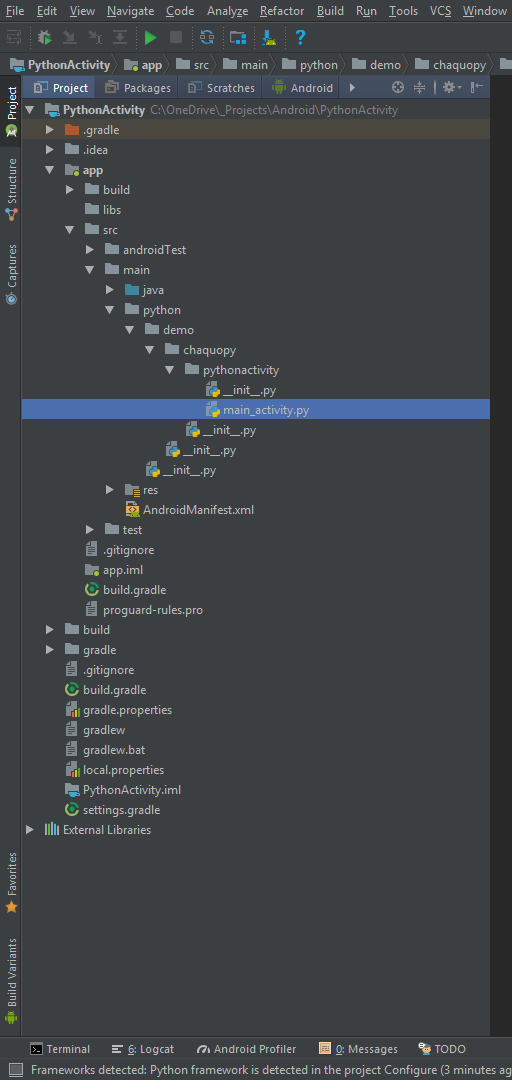 File Edit View Navigate Code Analyze Refactor Build Run Tools VCS Window
PythonActivity app src main python demo chaquopy
Project Packages Scratches Android
PythonActivity C:\OneDrive\_Projects\Android\PythonActivity
.gradle
.idea
app
build
libs
src
androidTest
main
java
python
demo
chaquopy
pythonactivity
__init__.py
main_activity.py
__init__.py
__init__.py
__init__.py
res
AndroidManifest.xml
test
.gitignore
app.iml
build.gradle
proguard-rules.pro
build
gradle
.gitignore
build.gradle
gradle.properties
gradlew
gradlew.bat
local.properties
PythonActivity.iml
settings.gradle
External Libraries
Project
Structure
Captures
Favorites
Build Variants
Terminal 6: Logcat Android Profiler 0: Messages TODO
Frameworks detected: Python framework is detected in the project Configure (3 minutes ag